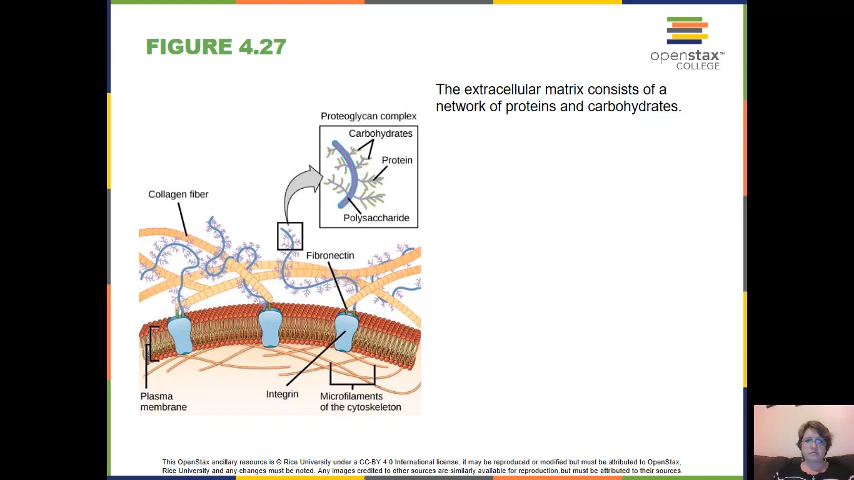 FIGURE 4.27
openstax™
COLLEGE
The extracellular matrix consists of a
network of proteins and carbohydrates.
Proteoglycan complex
Carbohydrates
Protein
Polysaccharide
Collagen fiber
Fibronectin
Plasma
membrane
Integrin
Microfilaments
of the cytoskeleton
This OpenStax ancillary resource is © Rice University under a CC-BY 4.0 International license; it may be reproduced or modified but must be attributed to OpenStax,
Rice University and any changes must be noted. Any images credited to other sources are similarly available for reproduction, but must be attributed to their sources.